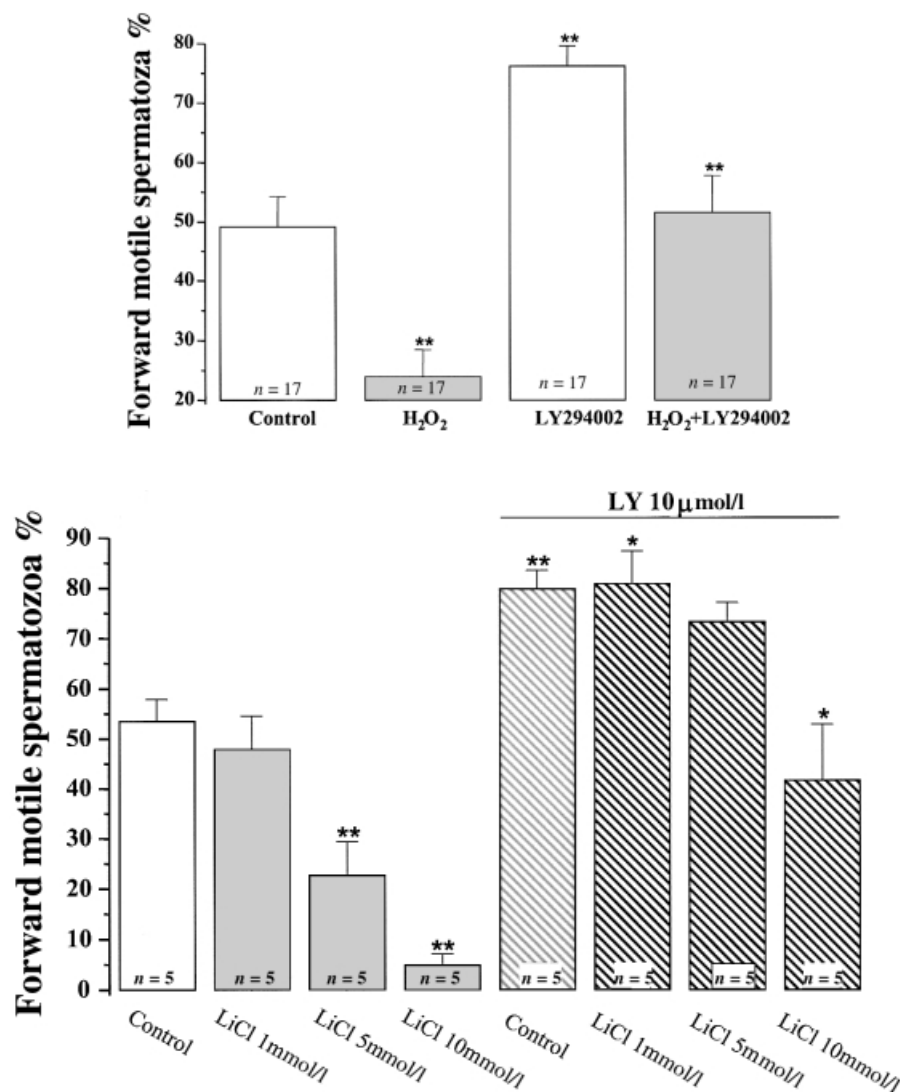 Forward motile spermatoza %
80
70
60
50
40
30
20
**
**
**
n = 17
n = 17
n = 17
n = 17
Control
H₂O₂
LY294002
H₂O₂+LY294002
LY 10 μmol/l
Forward motile spermatozoa %
90
80
70
60
50
40
30
20
10
0
**
**
**
*
*
n = 5
n = 5
n = 5
n = 5
n = 5
n = 5
n = 5
n = 5
Control
LiCl 1mmol/l
LiCl 5mmol/l
LiCl 10mmol/l
Control
LiCl 1mmol/l
LiCl 5mmol/l
LiCl 10mmol/l